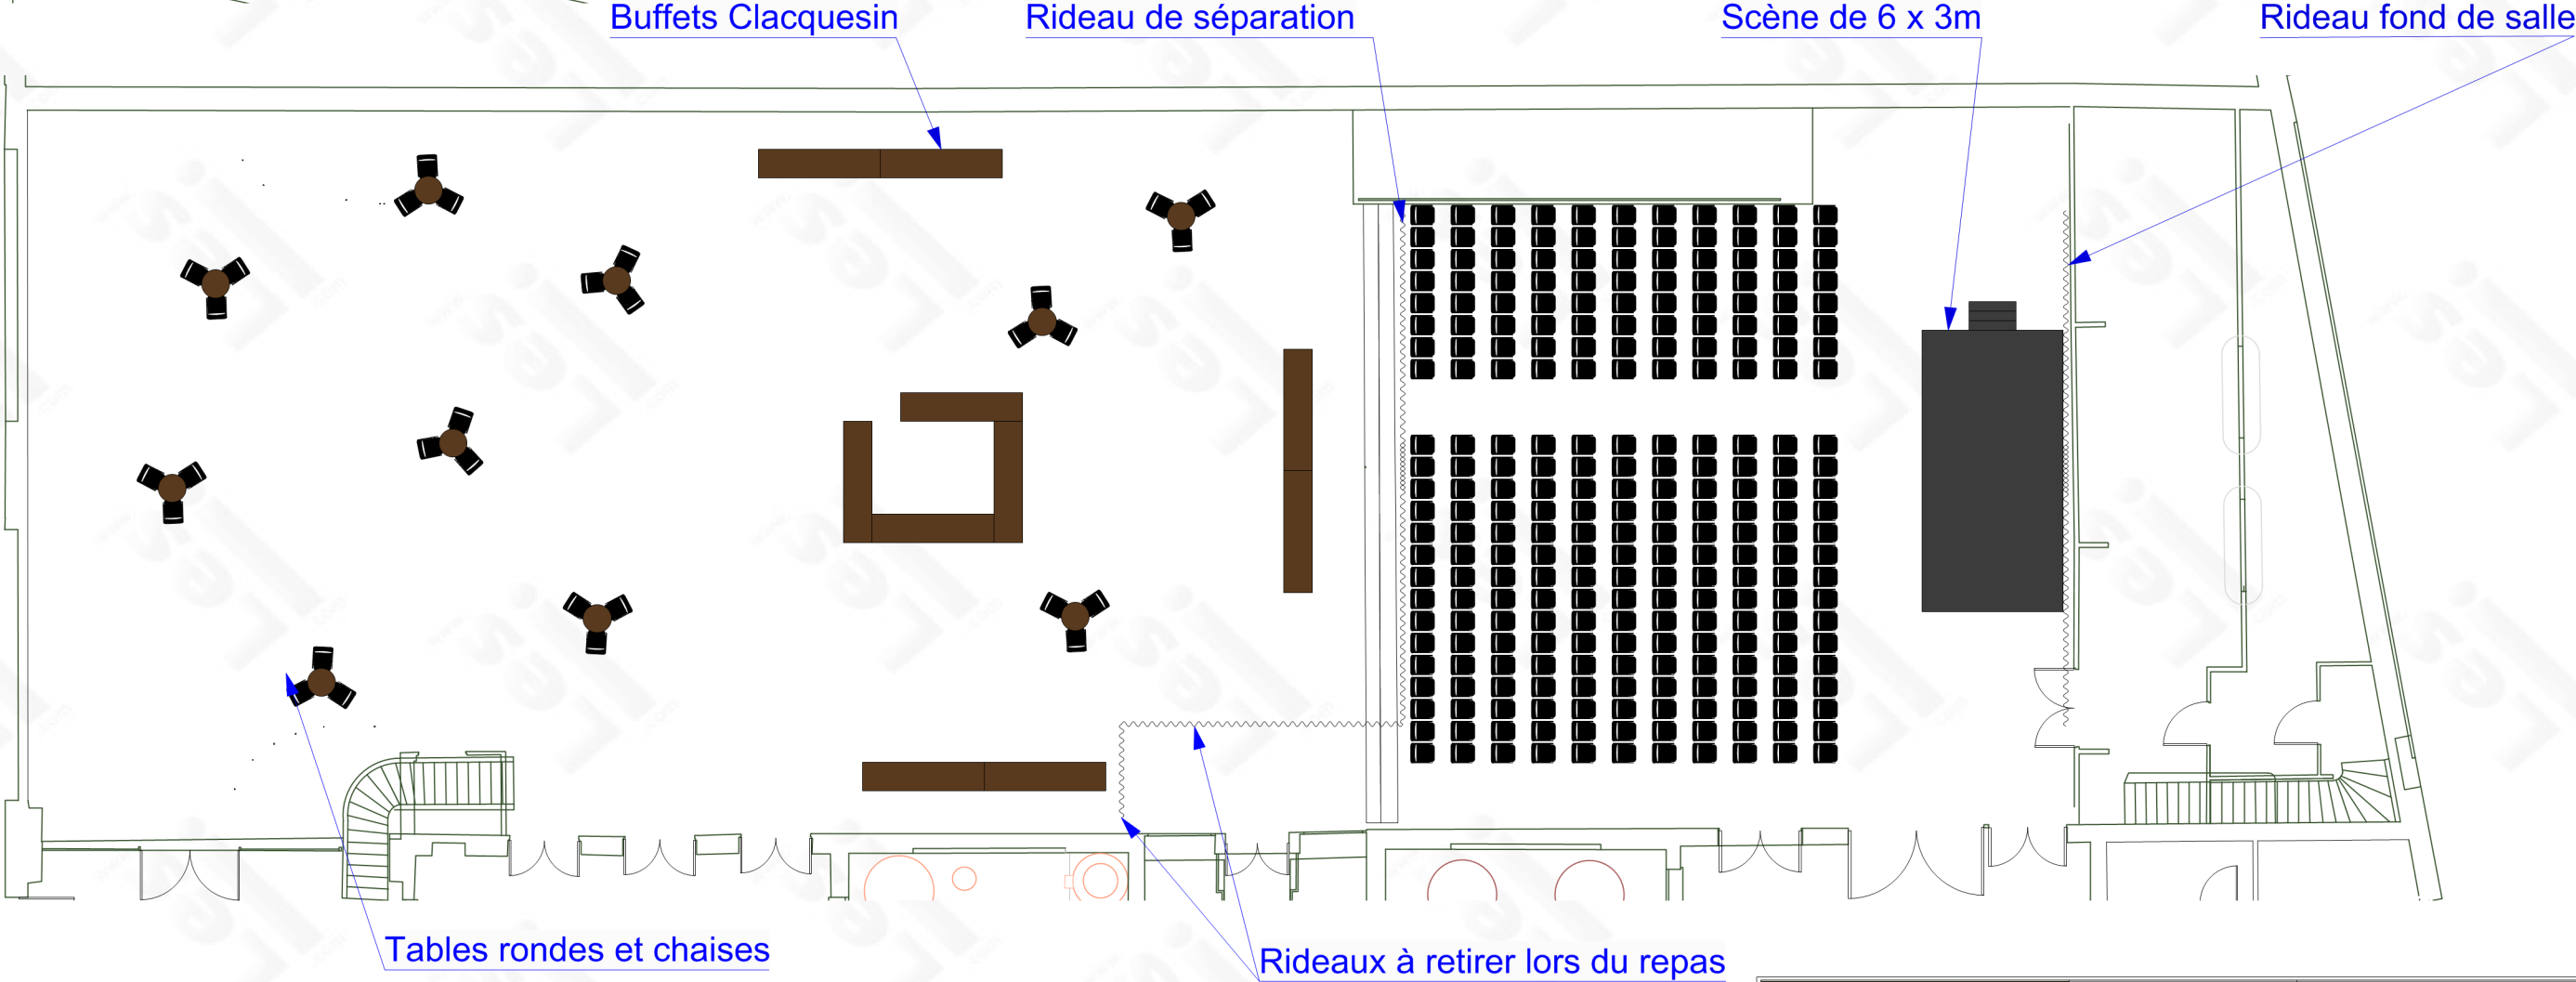 Buffets Clacquesin
Rideau de séparation
Scène de 6 x 3m
Rideau fond de salle
Tables rondes et chaises
Rideaux à retirer lors du repas